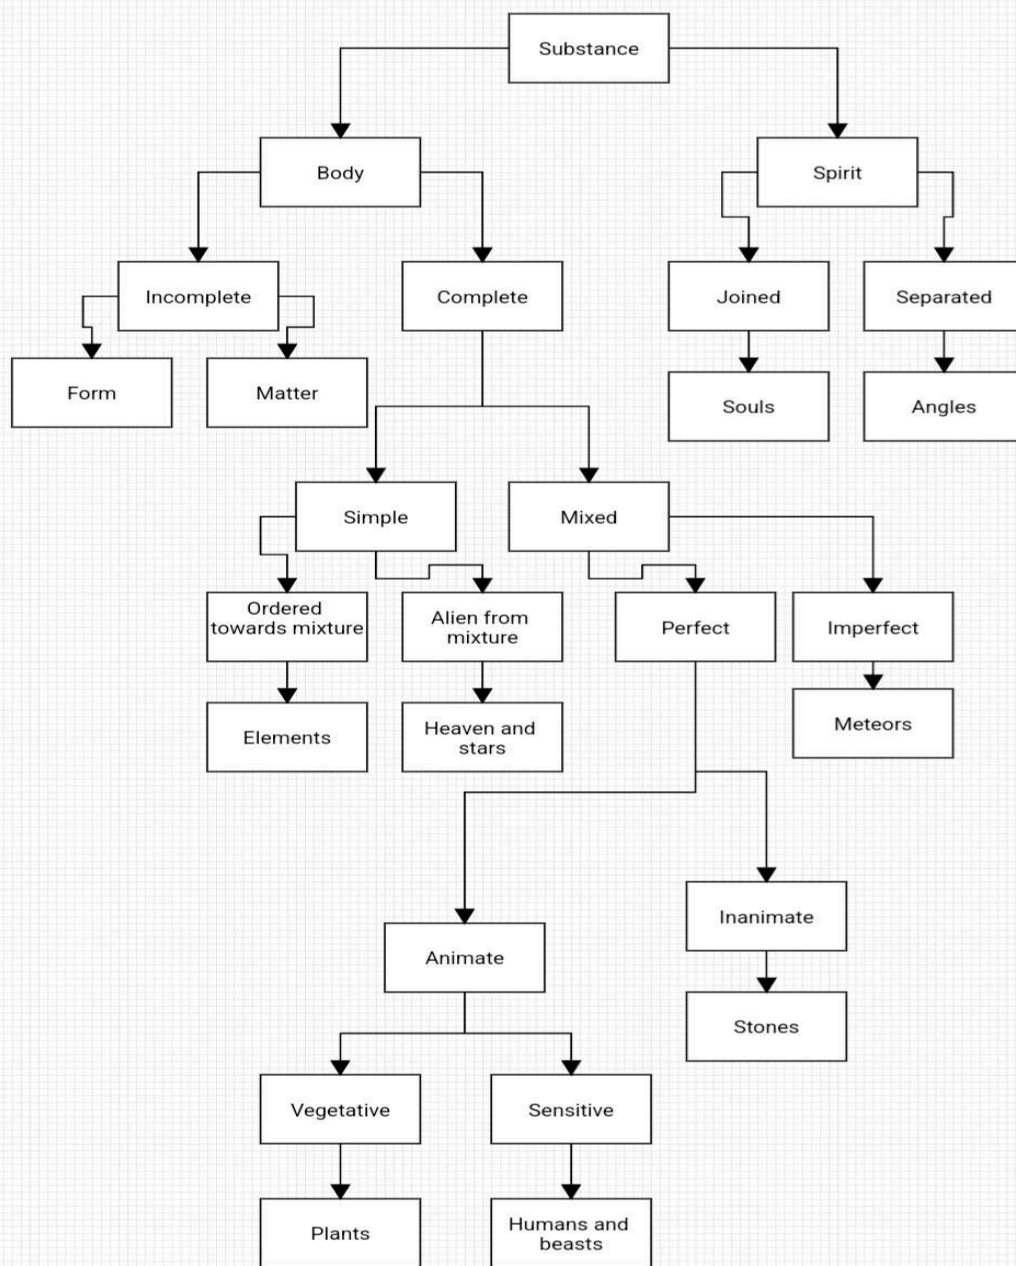 Substance
Body
Spirit
Incomplete
Complete
Joined
Separated
Form
Matter
Souls
Angles
Simple
Mixed
Ordered
towards mixture
Alien from
mixture
Perfect
Imperfect
Elements
Heaven and
stars
Meteors
Animate
Inanimate
Stones
Vegetative
Sensitive
Plants
Humans and
beasts